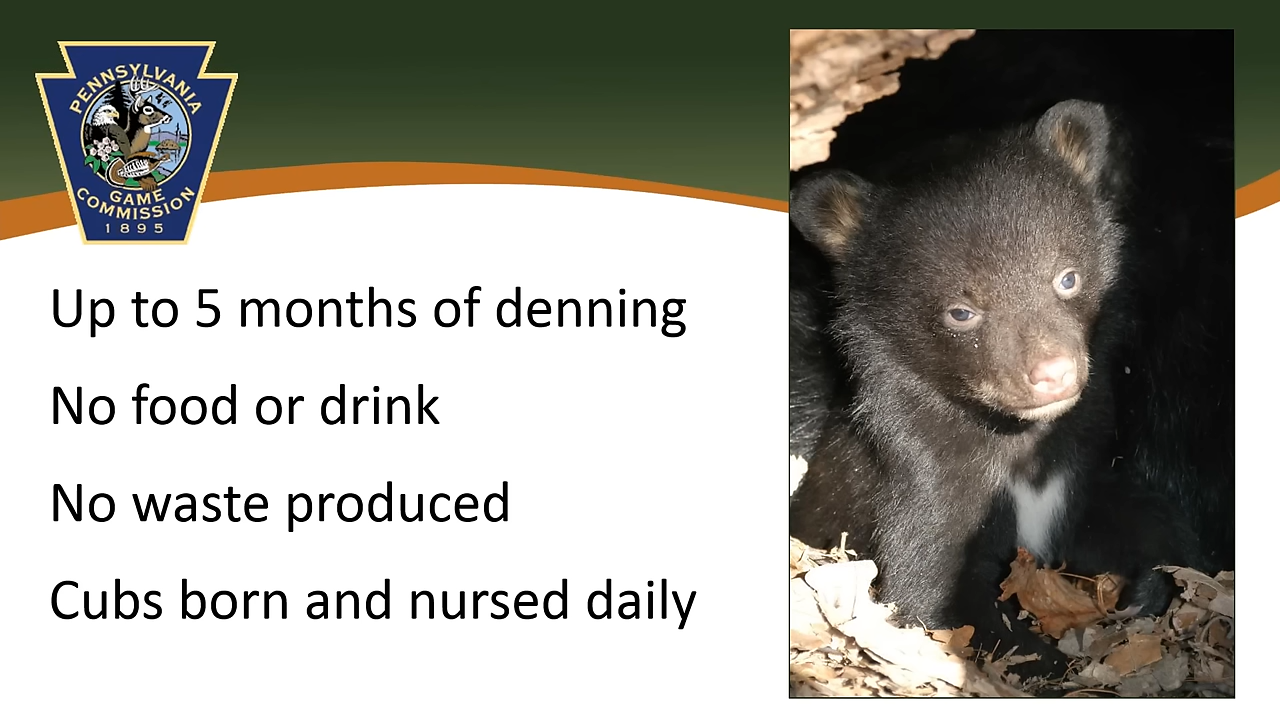 PENNSYLVANIA
GAME
COMMISSION
1895
Up to 5 months of denning
No food or drink
No waste produced
Cubs born and nursed daily